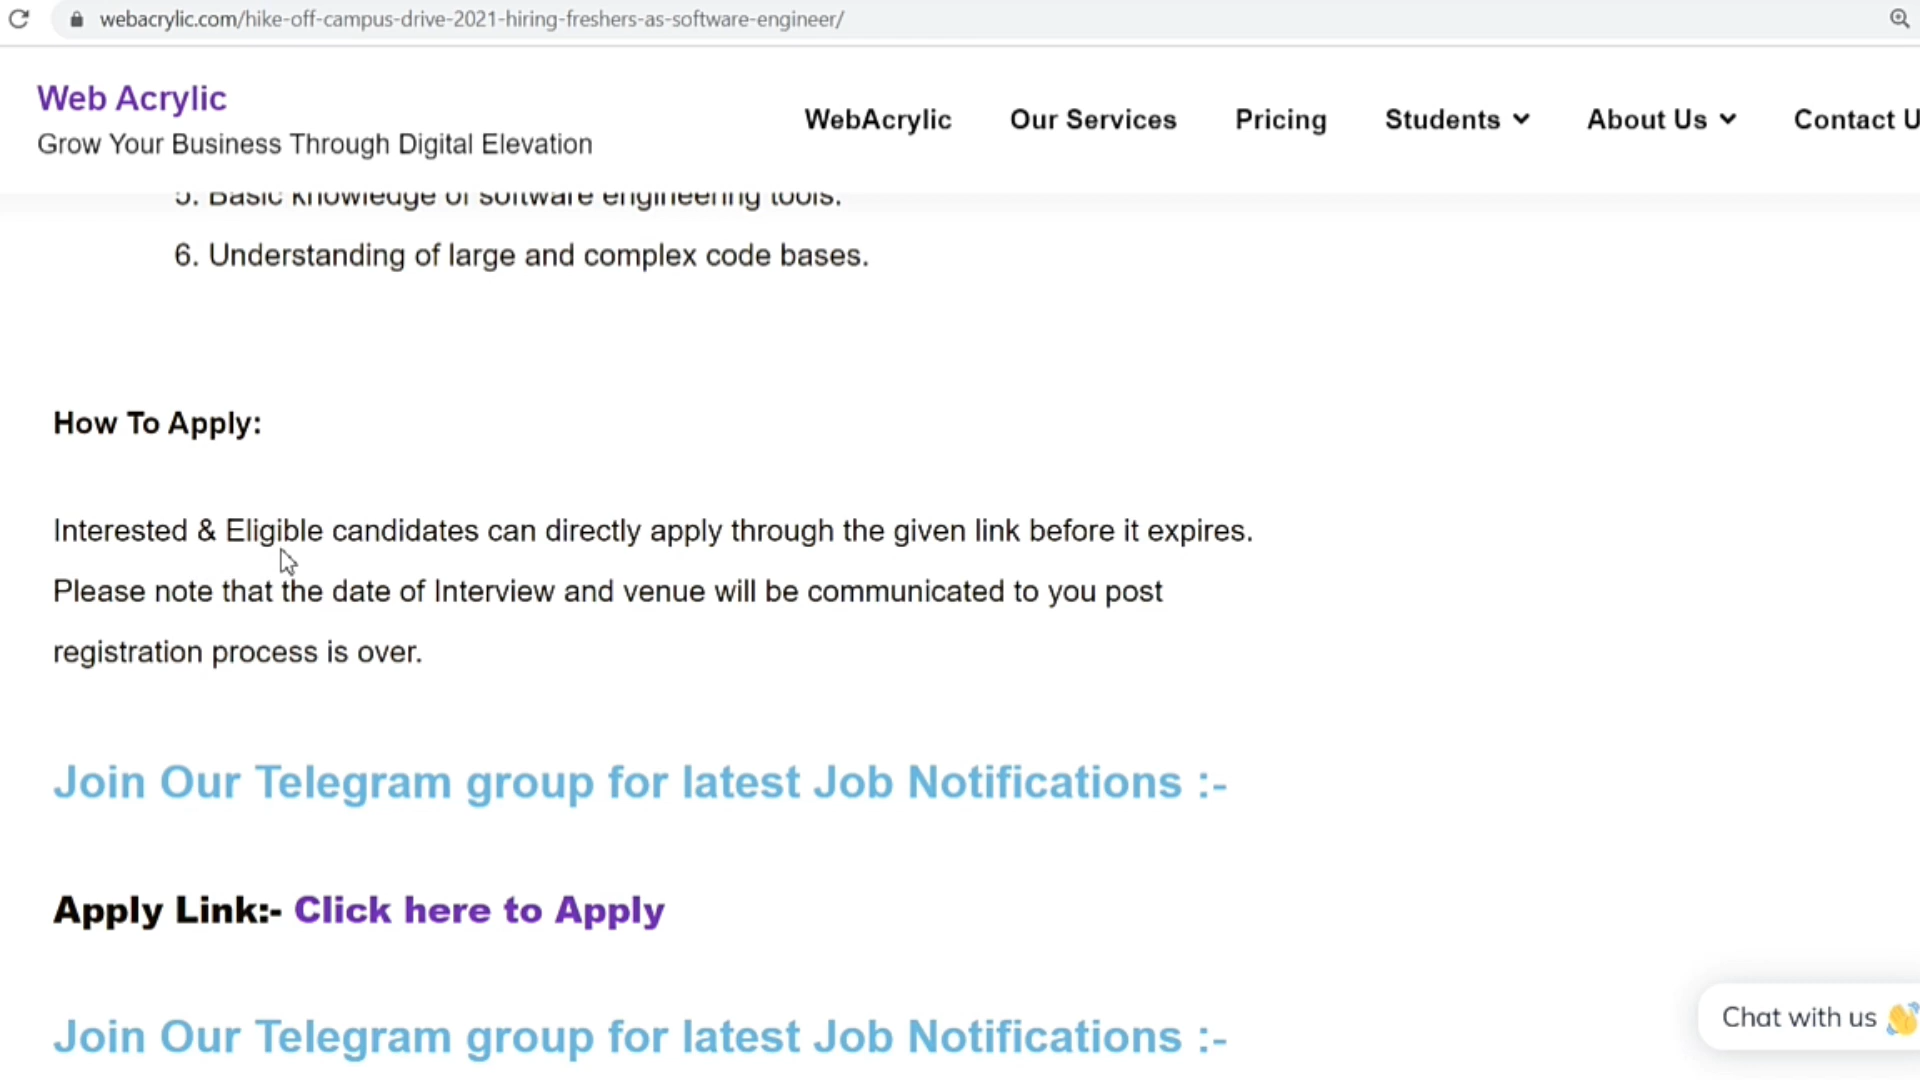 webacrylic.com/hike-off-campus-drive-2021-hiring-freshers-as-software-engineer/
Web Acrylic
Grow Your Business Through Digital Elevation
WebAcrylic Our Services Pricing Students About Us Contact U
5. Basic knowledge of software engineering tools.
6. Understanding of large and complex code bases.
How To Apply:
Interested & Eligible candidates can directly apply through the given link before it expires.
Please note that the date of Interview and venue will be communicated to you post
registration process is over.
Join Our Telegram group for latest Job Notifications :-
Apply Link:- Click here to Apply
Join Our Telegram group for latest Job Notifications :-
Chat with us 👋